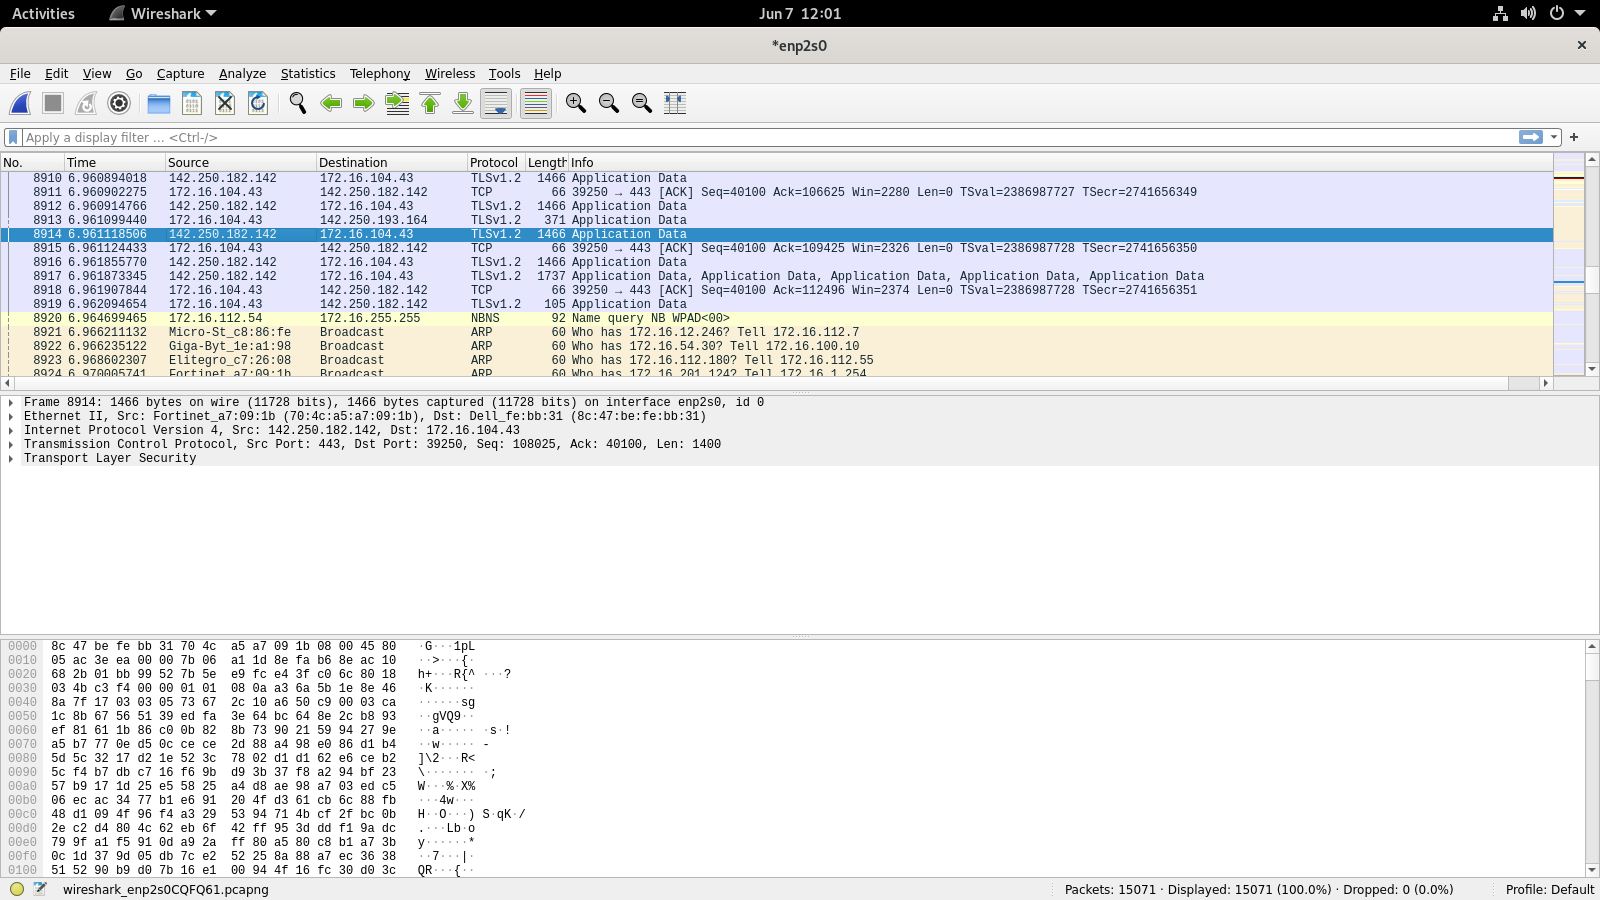 Activities Wireshark Jun 7 12:01
*enp2s0
File Edit View Go Capture Analyze Statistics Telephony Wireless Tools Help
Apply a display filter ... <Ctrl-/>
No. Time Source Destination Protocol Length Info
8910 6.960894018 142.250.182.142 172.16.104.43 TLSv1.2 1466 Application Data
8911 6.960902275 172.16.104.43 142.250.182.142 TCP 66 39250 → 443 [ACK] Seq=40100 Ack=106625 Win=2280 Len=0 TSval=2386987727 TSecr=2741656349
8912 6.960914766 142.250.182.142 172.16.104.43 TLSv1.2 1466 Application Data
8913 6.961099440 172.16.104.43 142.250.193.164 TLSv1.2 371 Application Data
8914 6.961118506 142.250.182.142 172.16.104.43 TLSv1.2 1466 Application Data
8915 6.961124433 172.16.104.43 142.250.182.142 TCP 66 39250 → 443 [ACK] Seq=40100 Ack=109425 Win=2326 Len=0 TSval=2386987728 TSecr=2741656350
8916 6.961855770 142.250.182.142 172.16.104.43 TLSv1.2 1466 Application Data
8917 6.961873345 142.250.182.142 172.16.104.43 TLSv1.2 1737 Application Data, Application Data, Application Data, Application Data, Application Data
8918 6.961907844 172.16.104.43 142.250.182.142 TCP 66 39250 → 443 [ACK] Seq=40100 Ack=112496 Win=2374 Len=0 TSval=2386987728 TSecr=2741656351
8919 6.962094654 172.16.104.43 142.250.182.142 TLSv1.2 105 Application Data
8920 6.964699465 172.16.112.54 172.16.255.255 NBNS 92 Name query NB WPAD<00>
8921 6.966211132 Micro-St_c8:86:fe Broadcast ARP 60 Who has 172.16.12.246? Tell 172.16.112.7
8922 6.966235122 Giga-Byt_1e:a1:98 Broadcast ARP 60 Who has 172.16.54.30? Tell 172.16.100.10
8923 6.968602307 Elitegro_c7:26:08 Broadcast ARP 60 Who has 172.16.112.180? Tell 172.16.112.55
8924 6.970005741 Fortinet_a7:09:1b Broadcast ARP 60 Who has 172.16.201.124? Tell 172.16.1.254
Frame 8914: 1466 bytes on wire (11728 bits), 1466 bytes captured (11728 bits) on interface enp2s0, id 0
Ethernet II, Src: Fortinet_a7:09:1b (70:4c:a5:a7:09:1b), Dst: Dell_fe:bb:31 (8c:47:be:fe:bb:31)
Internet Protocol Version 4, Src: 142.250.182.142, Dst: 172.16.104.43
Transmission Control Protocol, Src Port: 443, Dst Port: 39250, Seq: 108025, Ack: 40100, Len: 1400
Transport Layer Security
0000 8c 47 be fe bb 31 70 4c a5 a7 09 1b 08 00 45 80 ·G···1pL
0010 05 ac 3e ea 00 00 7b 06 a1 1d 8e fa b6 8e ac 10 ··>···{·
0020 68 2b 01 bb 99 52 7b 5e e9 fc e4 3f c0 6c 80 18 h+···R{^ ···?
0030 03 4b c3 f4 00 00 01 01 08 0a a3 6a 5b 1e 8e 46 ·K······
0040 8a 7f 17 03 03 05 73 67 2c 10 a6 50 c9 00 03 ca ······sg
0050 1c 8b 67 56 51 39 ed fa 3e 64 bc 64 8e 2c b8 93 ··gVQ9··
0060 ef 81 61 1b 86 c0 0b 82 8b 73 90 21 59 94 27 9e ··a····· ·s·!
0070 a5 b7 77 0e d5 0c ce ce 2d 88 a4 98 e0 86 d1 b4 ··w····· -
0080 5d 5c 32 17 d2 1e 52 3c 78 02 d1 d1 62 e6 ce b2 ]\2···R<
0090 5c f4 b7 db c7 16 f6 9b d9 3b 37 f8 a2 94 bf 23 \······· ·;
00a0 57 b9 17 1d 25 e5 58 25 a4 d8 ae 98 a7 03 ed c5 W···%·X%
00b0 06 ec ac 34 77 b1 e6 91 20 4f d3 61 cb 6c 88 fb ···4w···
00c0 48 d1 09 4f 96 f4 a3 29 53 94 71 4b cf 2f bc 0b H··O···) S·qK·/
00d0 2e c2 d4 80 4c 62 eb 6f 42 ff 95 3d dd f1 9a dc .···Lb·o
00e0 79 9f a1 f5 91 0d a9 2a ff 80 a5 80 c8 b1 a7 3b y······*
00f0 0c 1d 37 9d 05 db 7c e2 52 25 8a 88 a7 ec 36 38 ··7···|·
0100 51 52 90 b9 d0 7b 16 e1 00 94 4f 16 fc 30 d0 3c QR···{··
wireshark_enp2s0CQFQ61.pcapng Packets: 15071 · Displayed: 15071 (100.0%) · Dropped: 0 (0.0%) Profile: Default